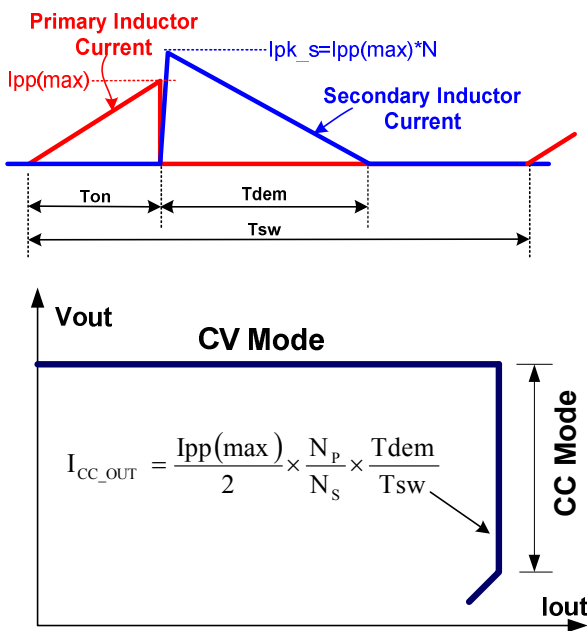 Primary Inductor
Current
Ipk_s=Ipp(max)*N
Ipp(max)
Secondary Inductor
Current
Ton
Tdem
Tsw
Vout
CV Mode
I_CC_OUT = Ipp(max)/2 × N_P/N_S × Tdem/Tsw
CC Mode
Iout